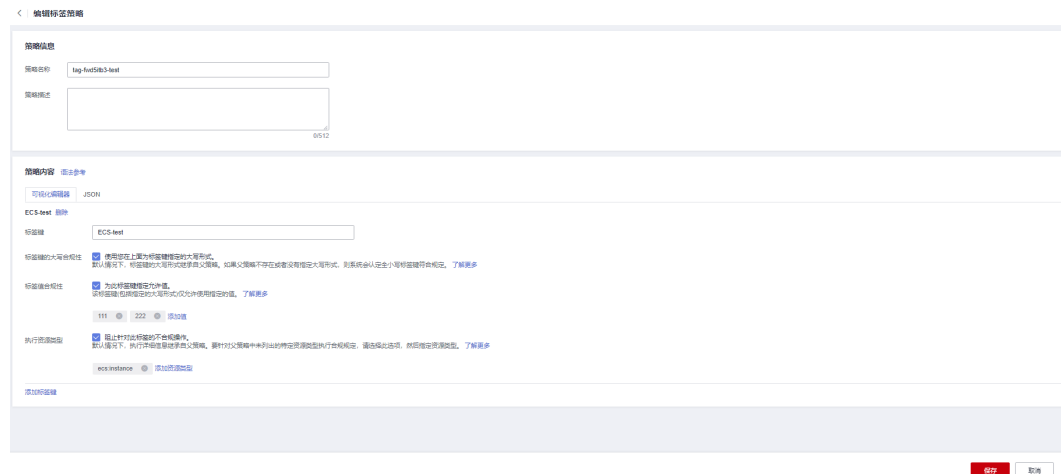 编辑标签策略
策略信息
策略名称
tag-fwd5itb3-test
策略描述
0/512
策略内容 语法参考
可视化编辑器 JSON
ECS-test 删除
标签键 ECS-test
标签键的大写合规性 使用您在上面为标签键指定的大写形式。
默认情况下，标签键的大写形式继承自父策略。如果父策略不存在或者没有指定大写形式，则系统会认定全小写标签键符合规定。 了解更多
标签值合规性 为此标签键指定允许值。
该标签键(包括指定的大写形式)仅允许使用指定的值。 了解更多
111 222 添加值
执行资源类型 阻止针对此标签的不合规操作。
默认情况下，执行详细信息继承自父策略。要针对父策略中未列出的特定资源类型执行合规规定，请选择此选项，然后指定资源类型。 了解更多
ecs:instance 添加资源类型
添加标签键
保存 取消